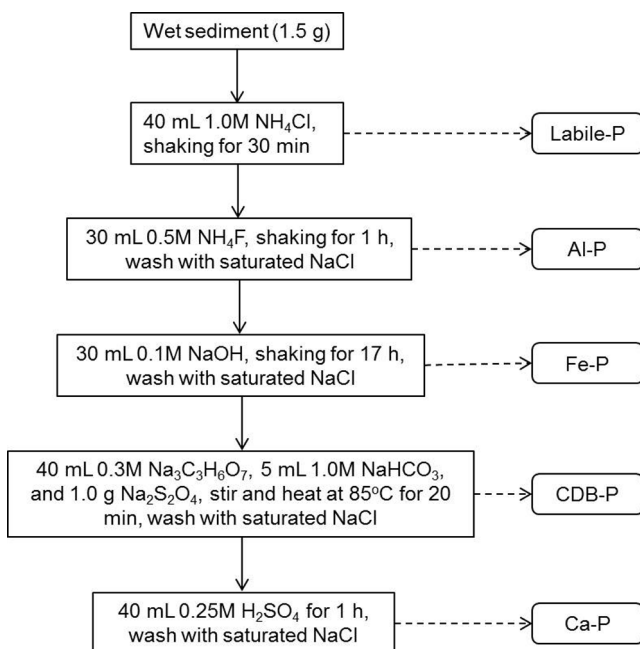 Wet sediment (1.5 g)
40 mL 1.0M NH₄Cl,
shaking for 30 min
Labile-P
30 mL 0.5M NH₄F, shaking for 1 h,
wash with saturated NaCl
Al-P
30 mL 0.1M NaOH, shaking for 17 h,
wash with saturated NaCl
Fe-P
40 mL 0.3M Na₃C₃H₆O₇, 5 mL 1.0M NaHCO₃,
and 1.0 g Na₂S₂O₄, stir and heat at 85°C for 20
min, wash with saturated NaCl
CDB-P
40 mL 0.25M H₂SO₄ for 1 h,
wash with saturated NaCl
Ca-P